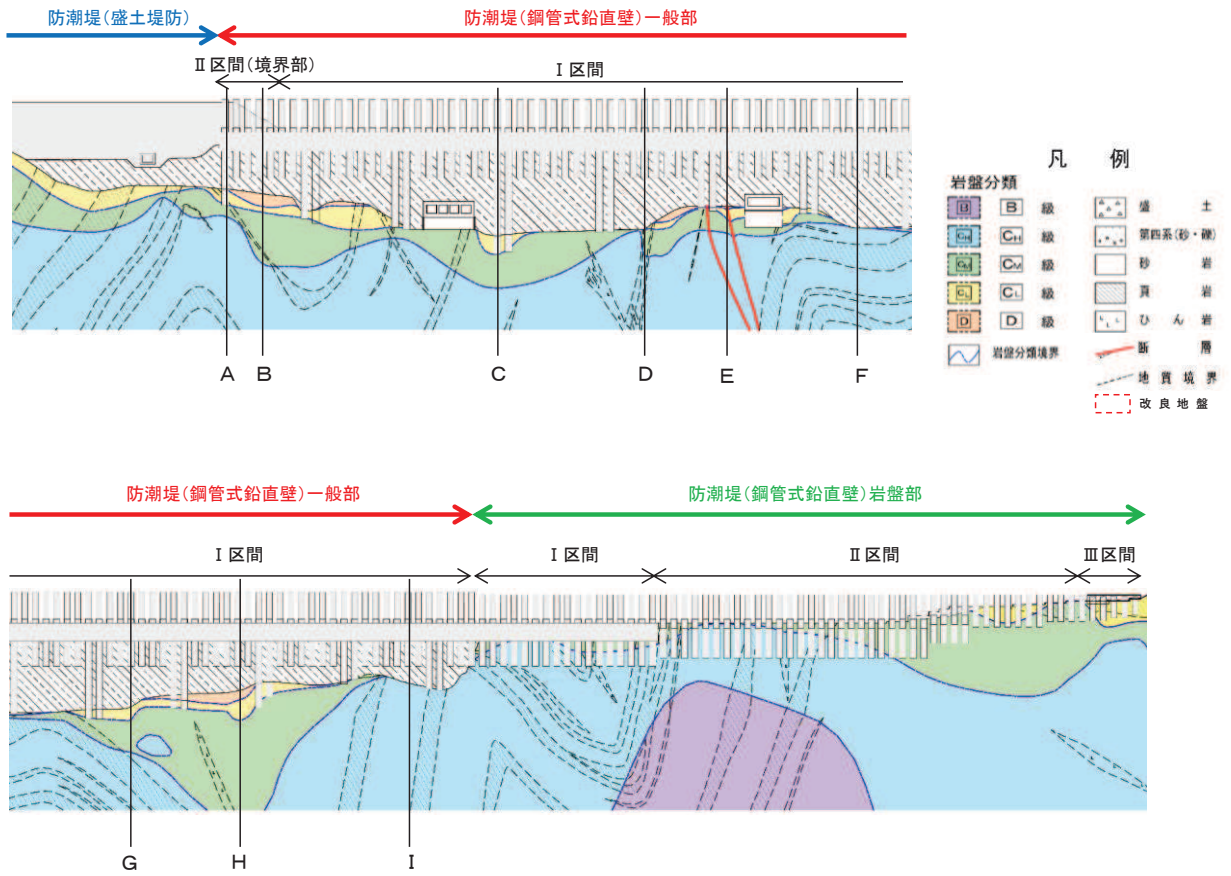 防潮堤(盛土堤防)
防潮堤(鋼管式鉛直壁)一般部
Ⅱ区間(境界部)
Ⅰ区間
A
B
C
D
E
F
凡 例
岩盤分類
B B 級
CH CH 級
CM CM 級
CL CL 級
D D 級
岩盤分類境界
盛 土
第四系(砂・礫)
砂 岩
頁 岩
ひ ん 岩
断 層
地 質 境 界
改 良 地 盤
防潮堤(鋼管式鉛直壁)一般部
防潮堤(鋼管式鉛直壁)岩盤部
Ⅰ区間
Ⅰ区間
Ⅱ区間
Ⅲ区間
G
H
I